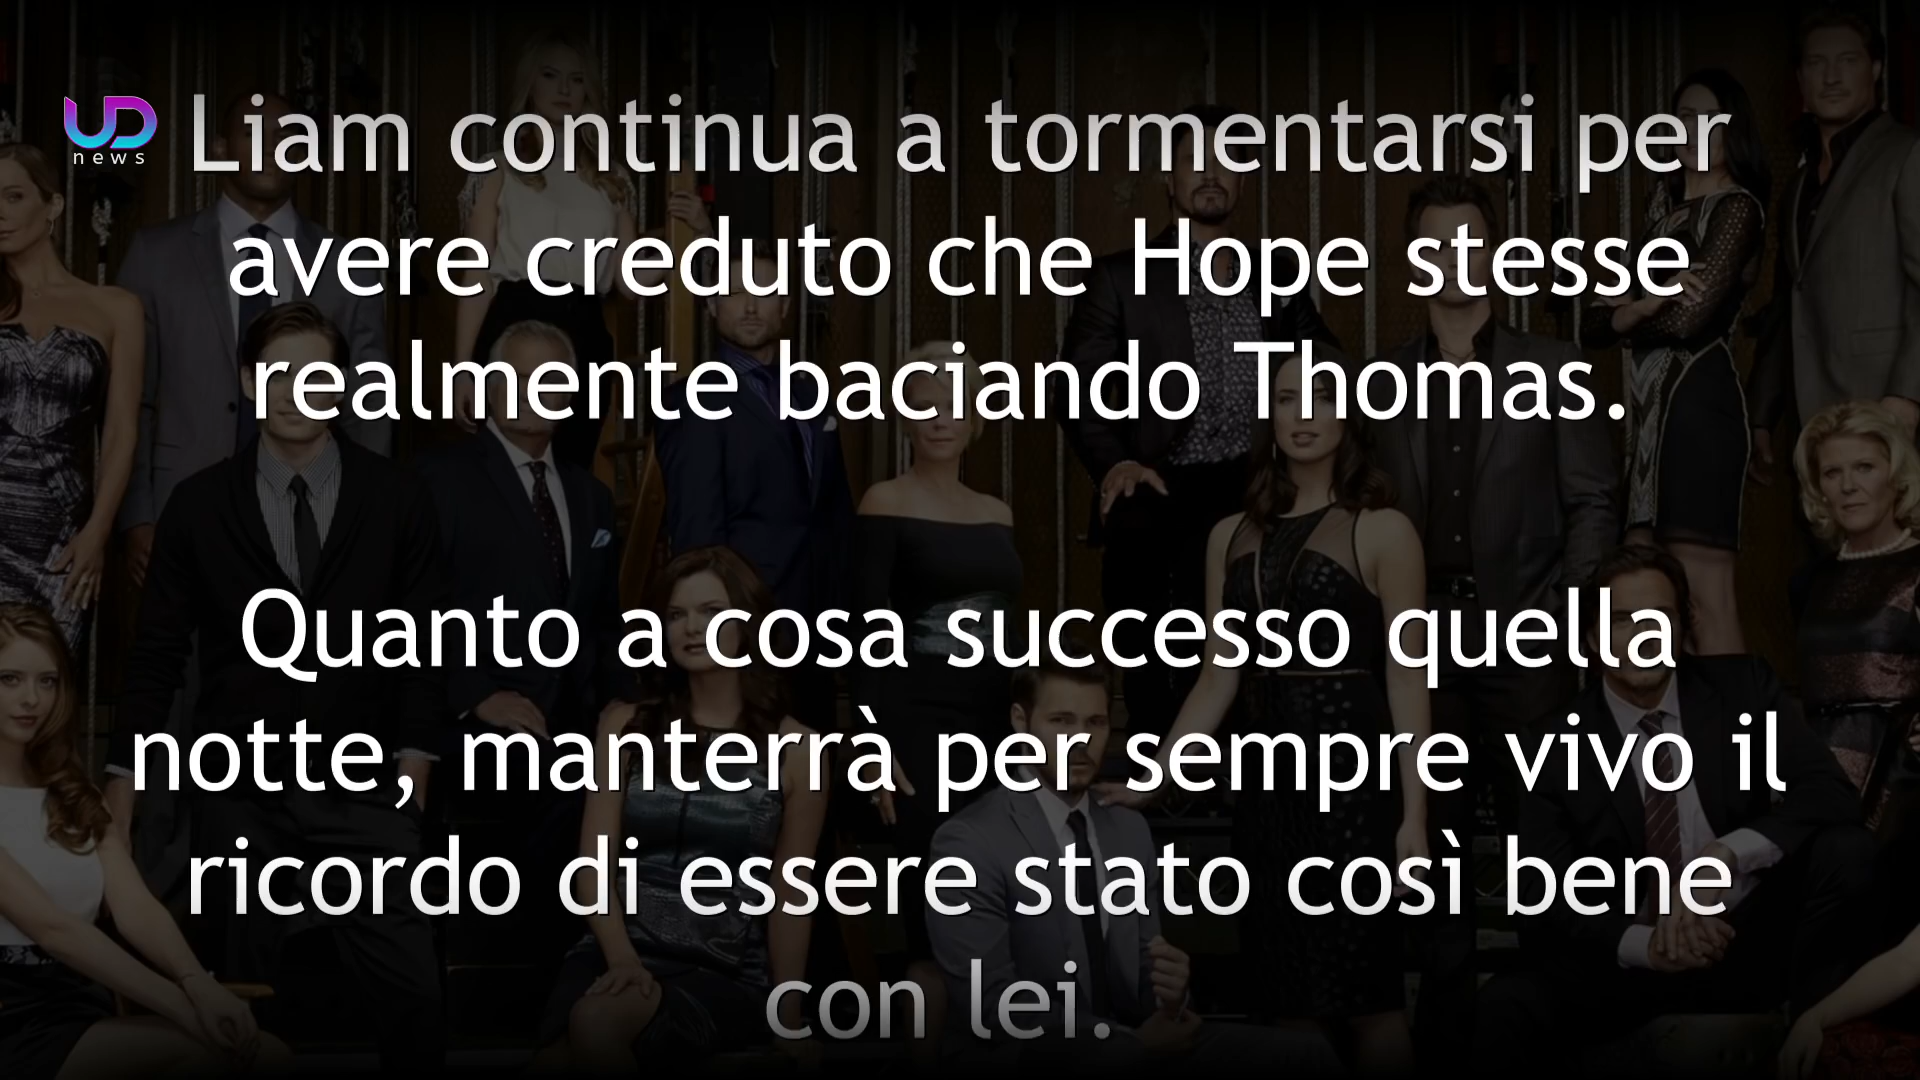 UD
news
Liam continua a tormentarsi per
avere creduto che Hope stesse
realmente baciando Thomas.
Quanto a cosa successo quella
notte, manterrà per sempre vivo il
ricordo di essere stato così bene
con lei.